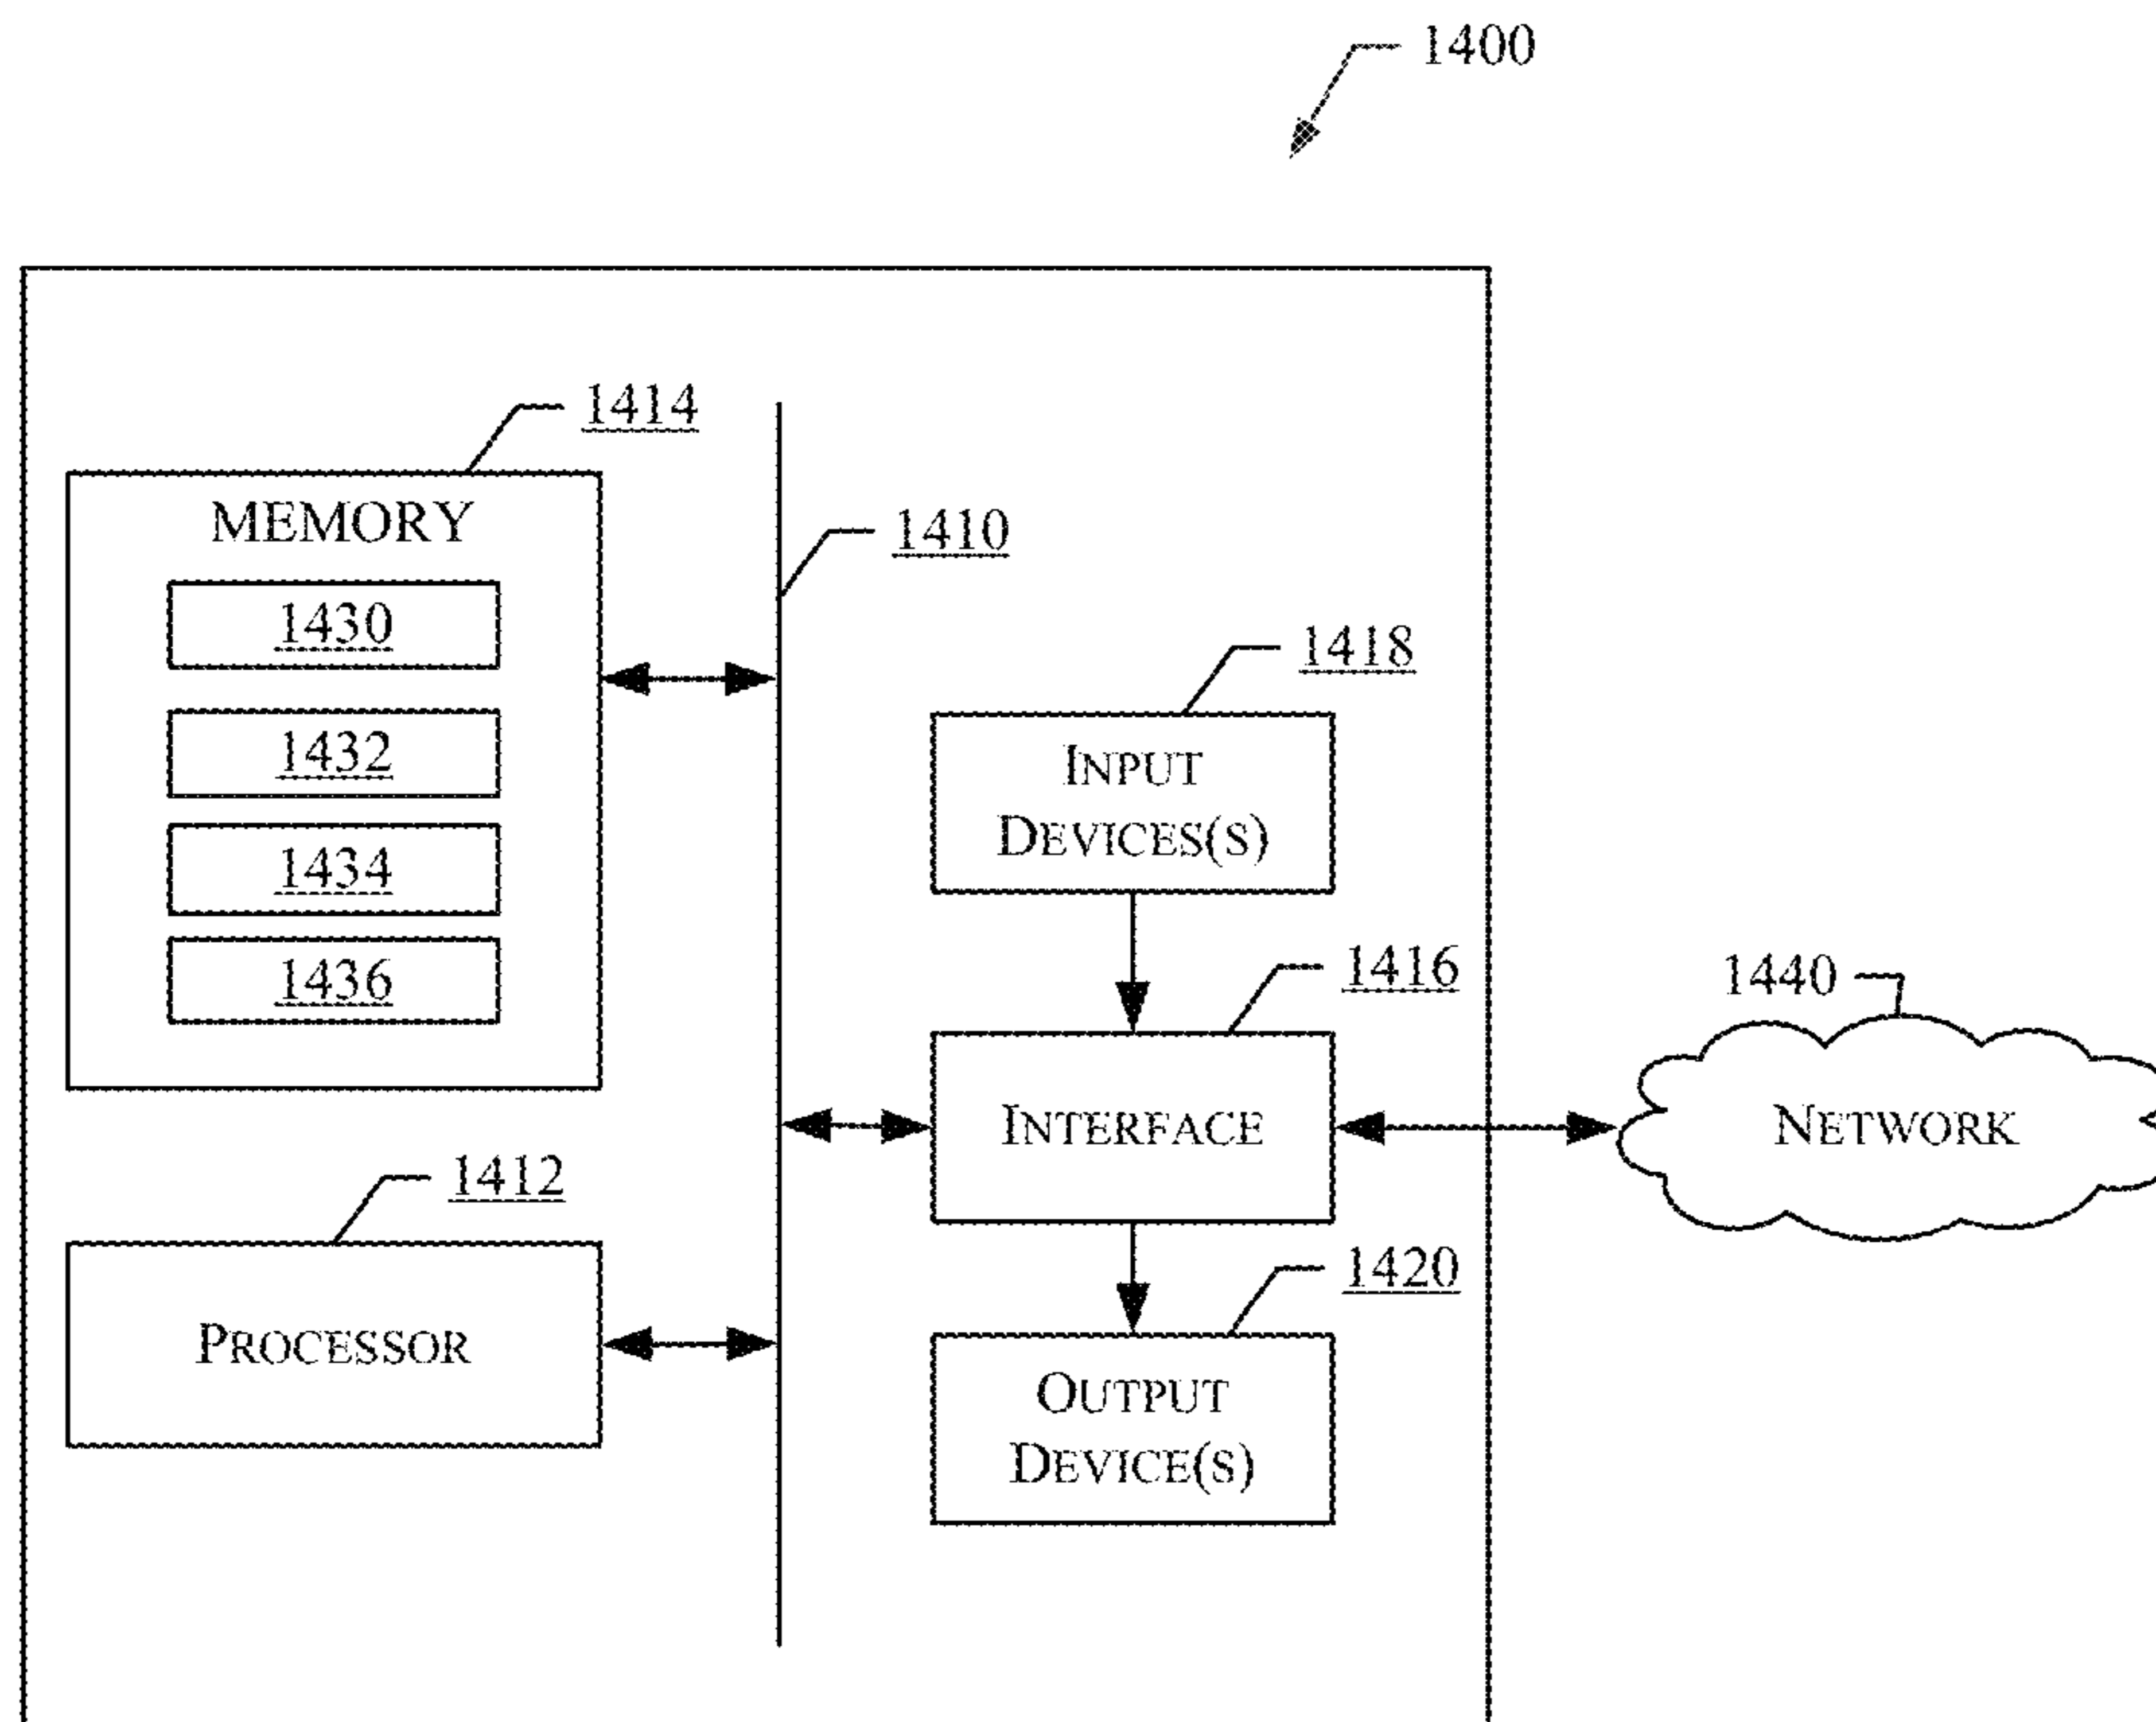 1400
1414
MEMORY
1430
1432
1434
1436
1410
1418
INPUT
DEVICES(S)
1416
INTERFACE
1440
NETWORK
1412
PROCESSOR
1420
OUTPUT
DEVICE(S)